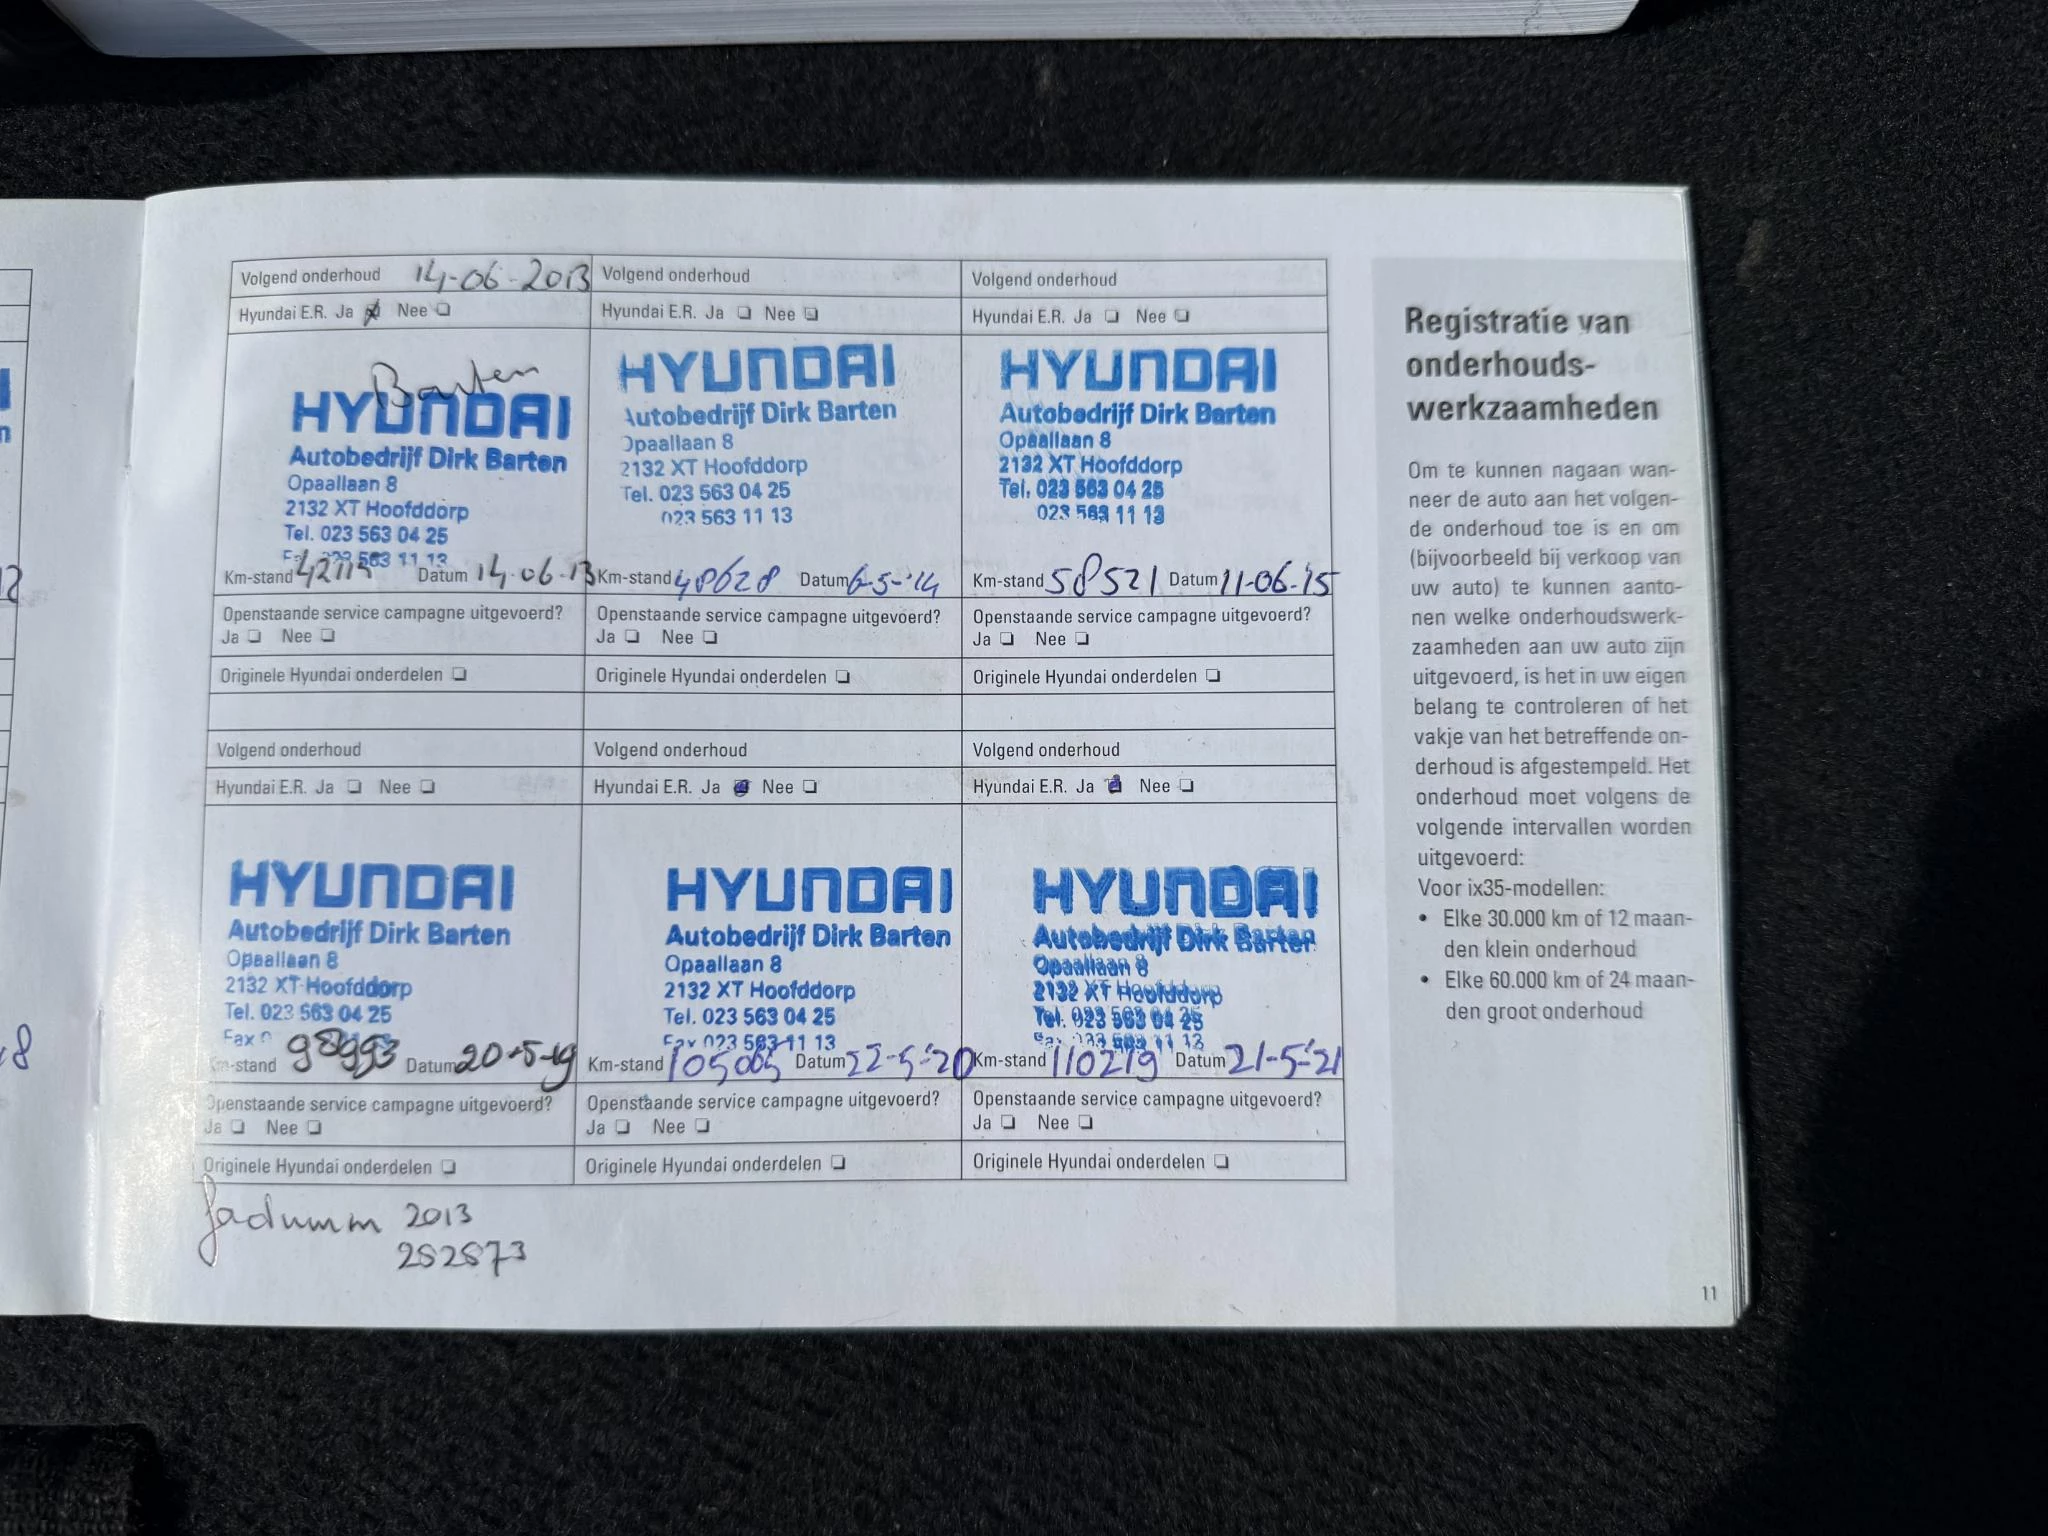 Volgend onderhoud 14-06-2013
Hyundai E.R. Ja Nee
Barten
HYUNDAI
Autobedrijf Dirk Barten
Opaallaan 8
2132 XT Hoofddorp
Tel. 023 563 04 25
563 11 13
Km-stand Datum 14-06-13
Openstaande service campagne uitgevoerd?
Ja Nee
Originele Hyundai onderdelen
Volgend onderhoud
Hyundai E.R. Ja Nee
HYUNDAI
Autobedrijf Dirk Barten
Opaallaan 8
2132 XT Hoofddorp
Tel. 023 563 04 25
023 563 11 13
Km-stand 48628 Datum 6-5-'14
Openstaande service campagne uitgevoerd?
Ja Nee
Originele Hyundai onderdelen
Volgend onderhoud
Hyundai E.R. Ja Nee
HYUNDAI
Autobedrijf Dirk Barten
Opaallaan 8
2132 XT Hoofddorp
Tel. 023 563 04 25
023 563 11 13
Km-stand 58521 Datum 11-06-'15
Openstaande service campagne uitgevoerd?
Ja Nee
Originele Hyundai onderdelen
Volgend onderhoud
Hyundai E.R. Ja Nee
HYUNDAI
Autobedrijf Dirk Barten
Opaallaan 8
2132 XT Hoofddorp
Tel. 023 563 04 25
Fax
Km-stand 98993 Datum 20-5-19
Openstaande service campagne uitgevoerd?
Ja Nee
Originele Hyundai onderdelen
Volgend onderhoud
Hyundai E.R. Ja Nee
HYUNDAI
Autobedrijf Dirk Barten
Opaallaan 8
2132 XT Hoofddorp
Tel. 023 563 04 25
Fax 023 563 11 13
Km-stand 105005 Datum 22-5-'20
Openstaande service campagne uitgevoerd?
Ja Nee
Originele Hyundai onderdelen
Volgend onderhoud
Hyundai E.R. Ja Nee
HYUNDAI
Autobedrijf Dirk Barten
Opaallaan 8
2132 XT Hoofddorp
Tel. 023 563 04 25
Fax 023 563 11 13
Km-stand 110219 Datum 21-5-'21
Openstaande service campagne uitgevoerd?
Ja Nee
Originele Hyundai onderdelen
2013
282873
Registratie van
onderhouds-
werkzaamheden
Om te kunnen nagaan wan-
neer de auto aan het volgen-
de onderhoud toe is en om
(bijvoorbeeld bij verkoop van
uw auto) te kunnen aanto-
nen welke onderhoudswerk-
zaamheden aan uw auto zijn
uitgevoerd, is het in uw eigen
belang te controleren of het
vakje van het betreffende on-
derhoud is afgestempeld. Het
onderhoud moet volgens de
volgende intervallen worden
uitgevoerd:
Voor ix35-modellen:
• Elke 30.000 km of 12 maan-
den klein onderhoud
• Elke 60.000 km of 24 maan-
den groot onderhoud
11